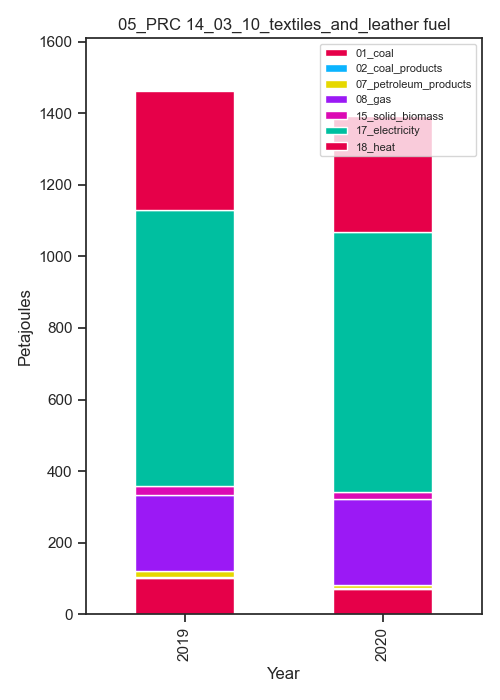 05_PRC 14_03_10_textiles_and_leather fuel
01_coal
02_coal_products
07_petroleum_products
08_gas
15_solid_biomass
17_electricity
18_heat
1600
1400
1200
1000
800
600
400
200
0
Petajoules
2019
2020
Year